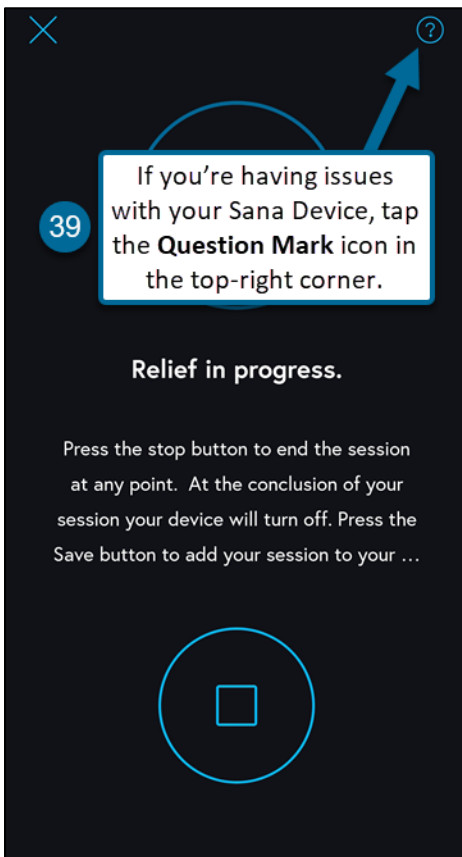 ?
If you’re having issues
39
with your Sana Device, tap
the Question Mark icon in
the top-right corner.
Relief in progress.
Press the stop button to end the session
at any point.  At the conclusion of your
session your device will turn off. Press the
Save button to add your session to your ...